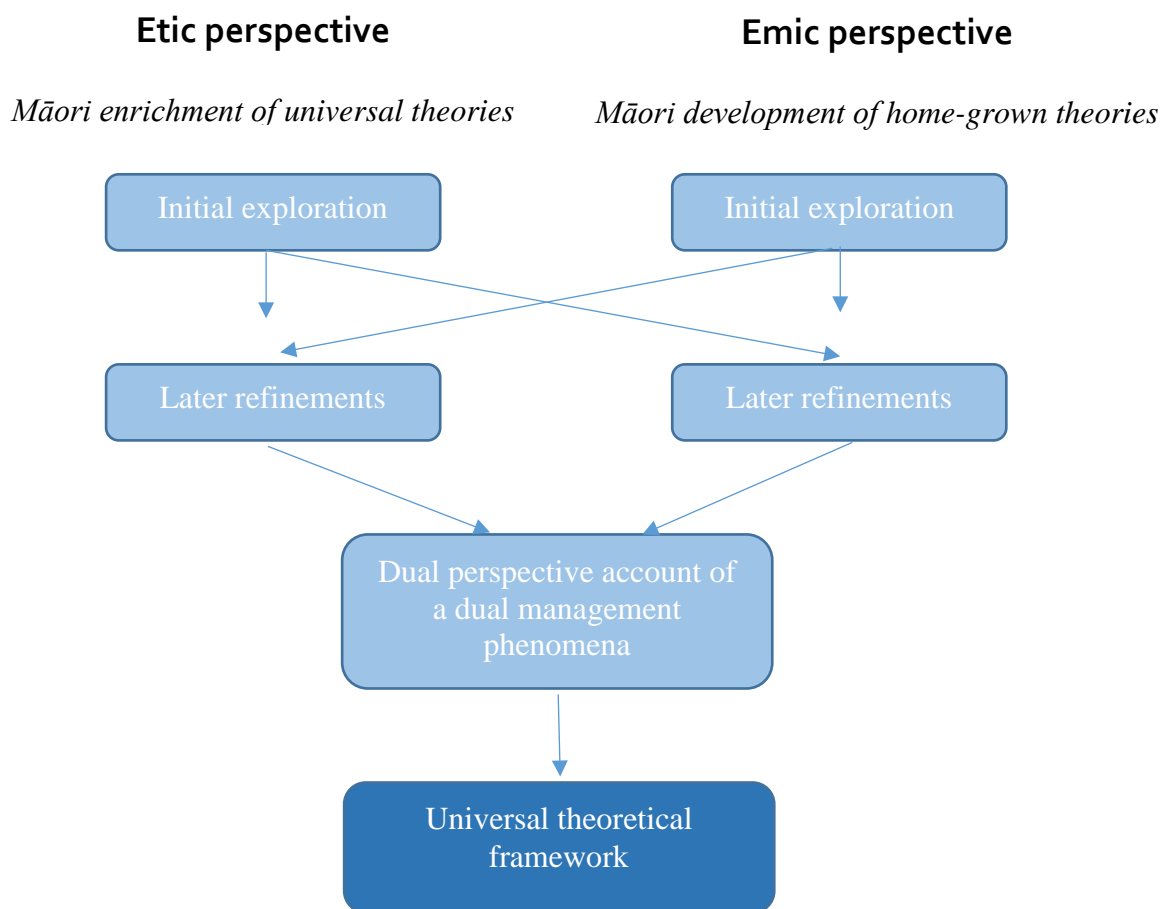 Etic perspective
Emic perspective
Māori enrichment of universal theories
Māori development of home-grown theories
Initial exploration
Initial exploration
Later refinements
Later refinements
Dual perspective account of
a dual management
phenomena
Universal theoretical
framework